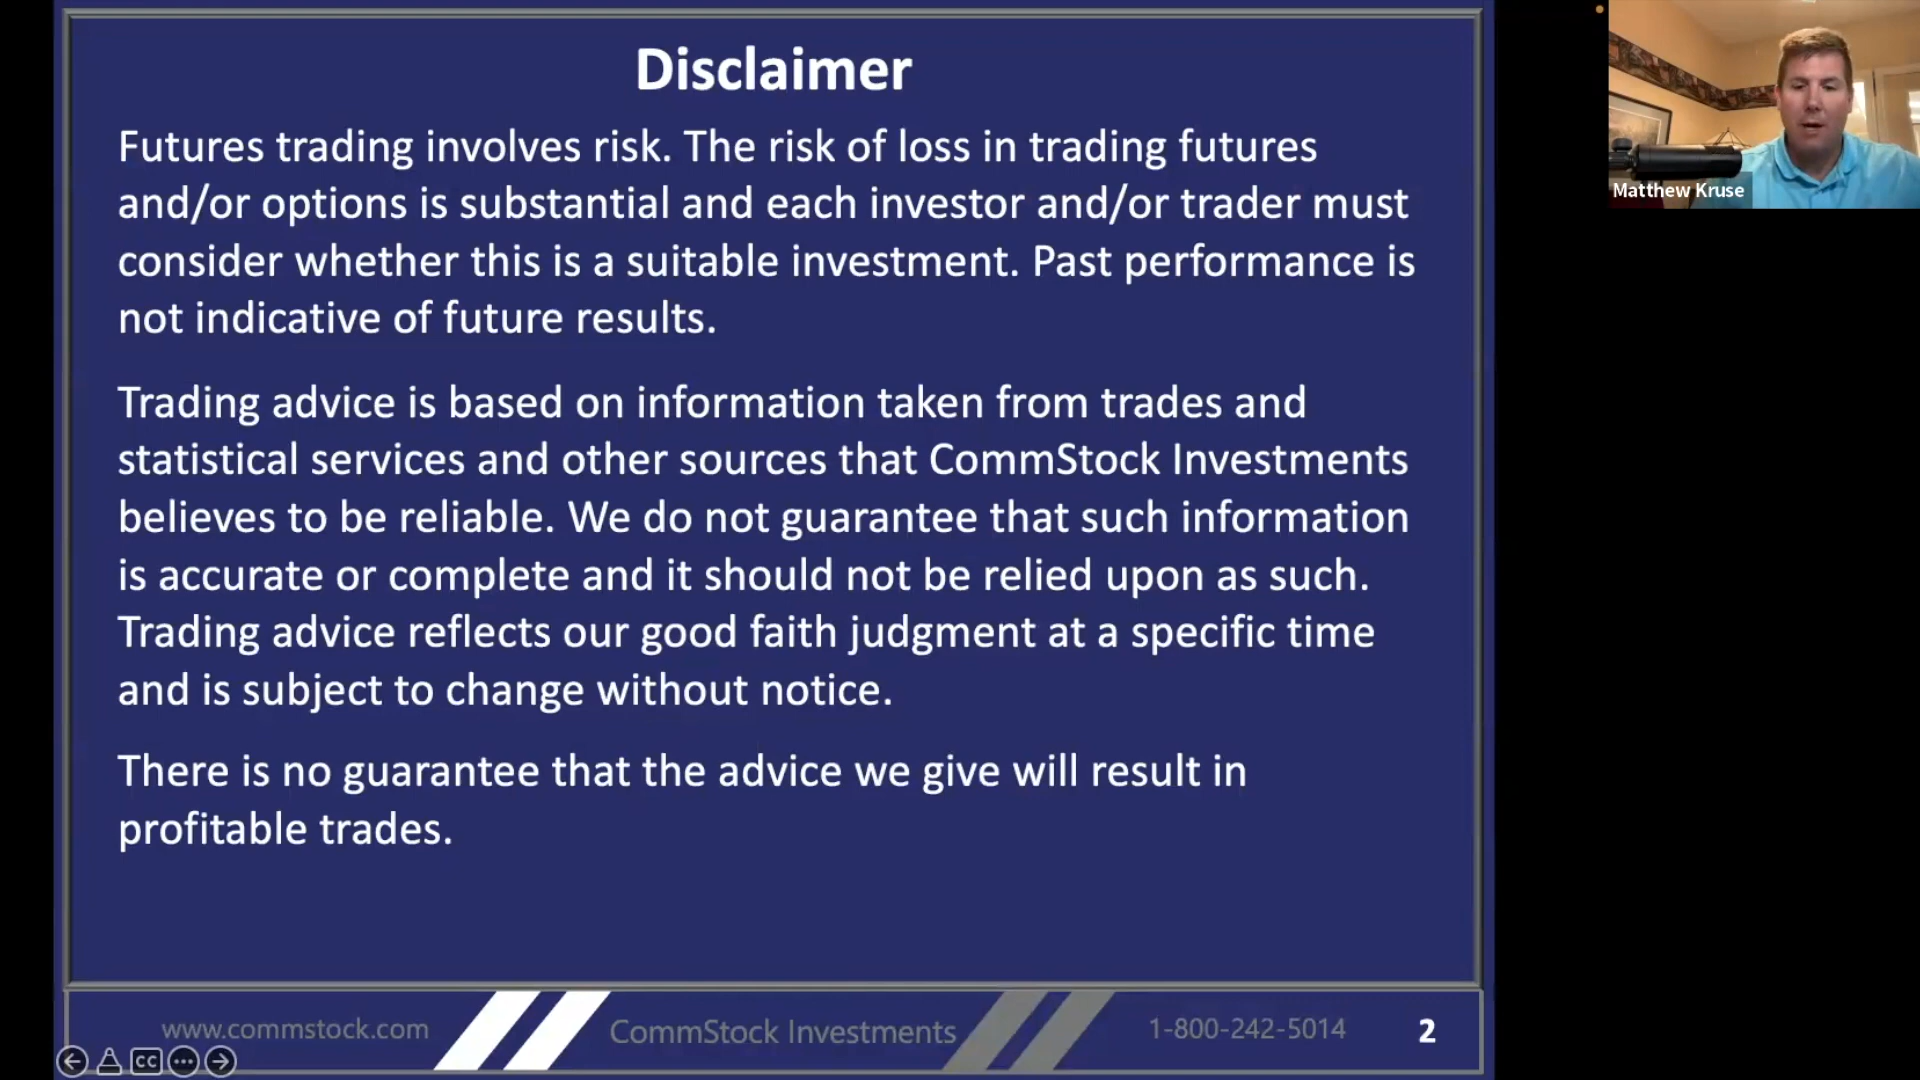 Disclaimer
Futures trading involves risk. The risk of loss in trading futures
and/or options is substantial and each investor and/or trader must
consider whether this is a suitable investment. Past performance is
not indicative of future results.
Trading advice is based on information taken from trades and
statistical services and other sources that CommStock Investments
believes to be reliable. We do not guarantee that such information
is accurate or complete and it should not be relied upon as such.
Trading advice reflects our good faith judgment at a specific time
and is subject to change without notice.
There is no guarantee that the advice we give will result in
profitable trades.
www.commstock.com
CommStock Investments
1-800-242-5014
2
CC
Matthew Kruse